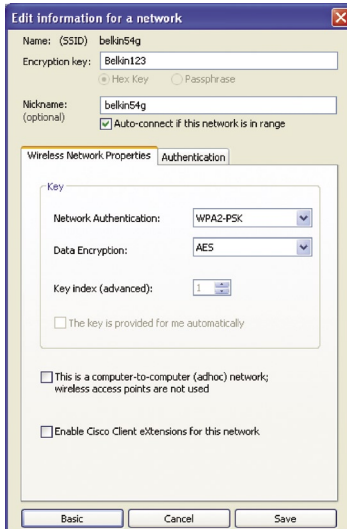 Edit information for a network
Name: (SSID) belkin54g
Encryption key: Belkin123
Hex Key Passphrase
Nickname: belkin54g
(optional)
Auto-connect if this network is in range
Wireless Network Properties Authentication
Key
Network Authentication: WPA2-PSK
Data Encryption: AES
Key index (advanced): 1
The key is provided for me automatically
This is a computer-to-computer (adhoc) network;
wireless access points are not used
Enable Cisco Client eXtensions for this network
Basic Cancel Save